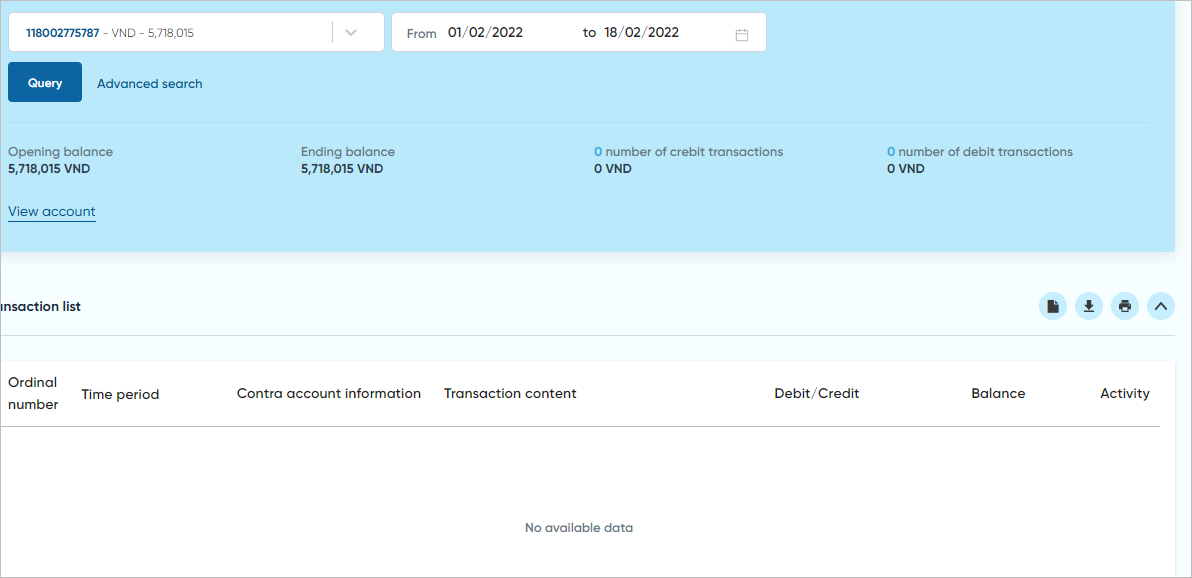 118002775787 - VND - 5,718,015
From 01/02/2022 to 18/02/2022
Query Advanced search
Opening balance
5,718,015 VND
Ending balance
5,718,015 VND
0 number of crebit transactions
0 VND
0 number of debit transactions
0 VND
View account
ansaction list
Ordinal
number
Time period
Contra account information
Transaction content
Debit/Credit
Balance
Activity
No available data